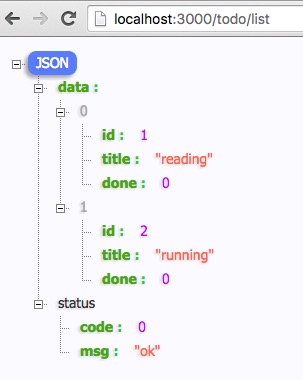 localhost:3000/todo/list
JSON
data :
0
id : 1
title : "reading"
done : 0
1
id : 2
title : "running"
done : 0
status
code : 0
msg : "ok"